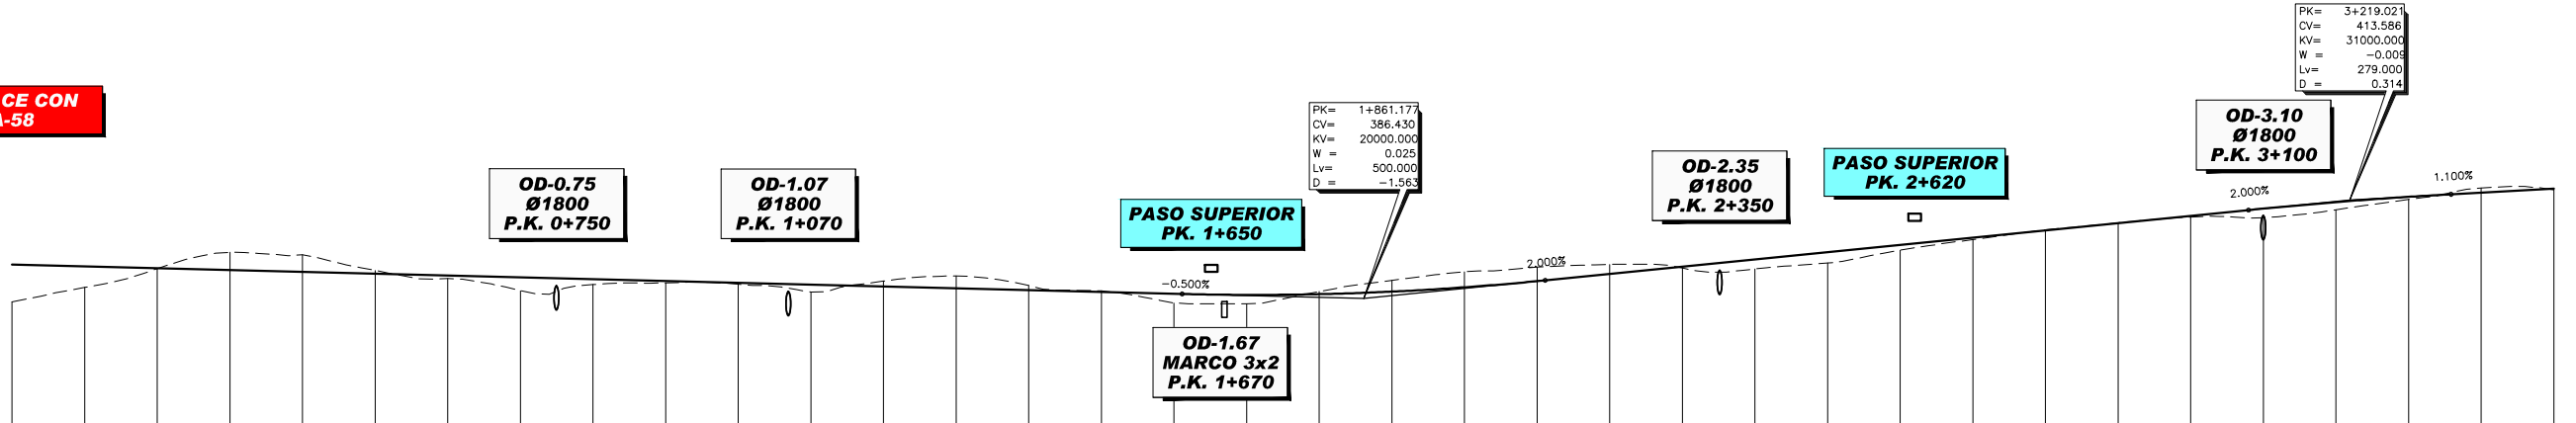 CE CON
-58
OD-0.75
Ø1800
P.K. 0+750
OD-1.07
Ø1800
P.K. 1+070
PASO SUPERIOR
PK. 1+650
-0.500%
OD-1.67
MARCO 3x2
P.K. 1+670
PK= 1+861.177
CV= 386.430
KV= 20000.000
W = 0.025
Lv= 500.000
D = -1.563
2.000%
OD-2.35
Ø1800
P.K. 2+350
PASO SUPERIOR
PK. 2+620
OD-3.10
Ø1800
P.K. 3+100
2.000%
PK= 3+219.021
CV= 413.586
KV= 31000.000
W = -0.009
Lv= 279.000
D = 0.314
1.100%